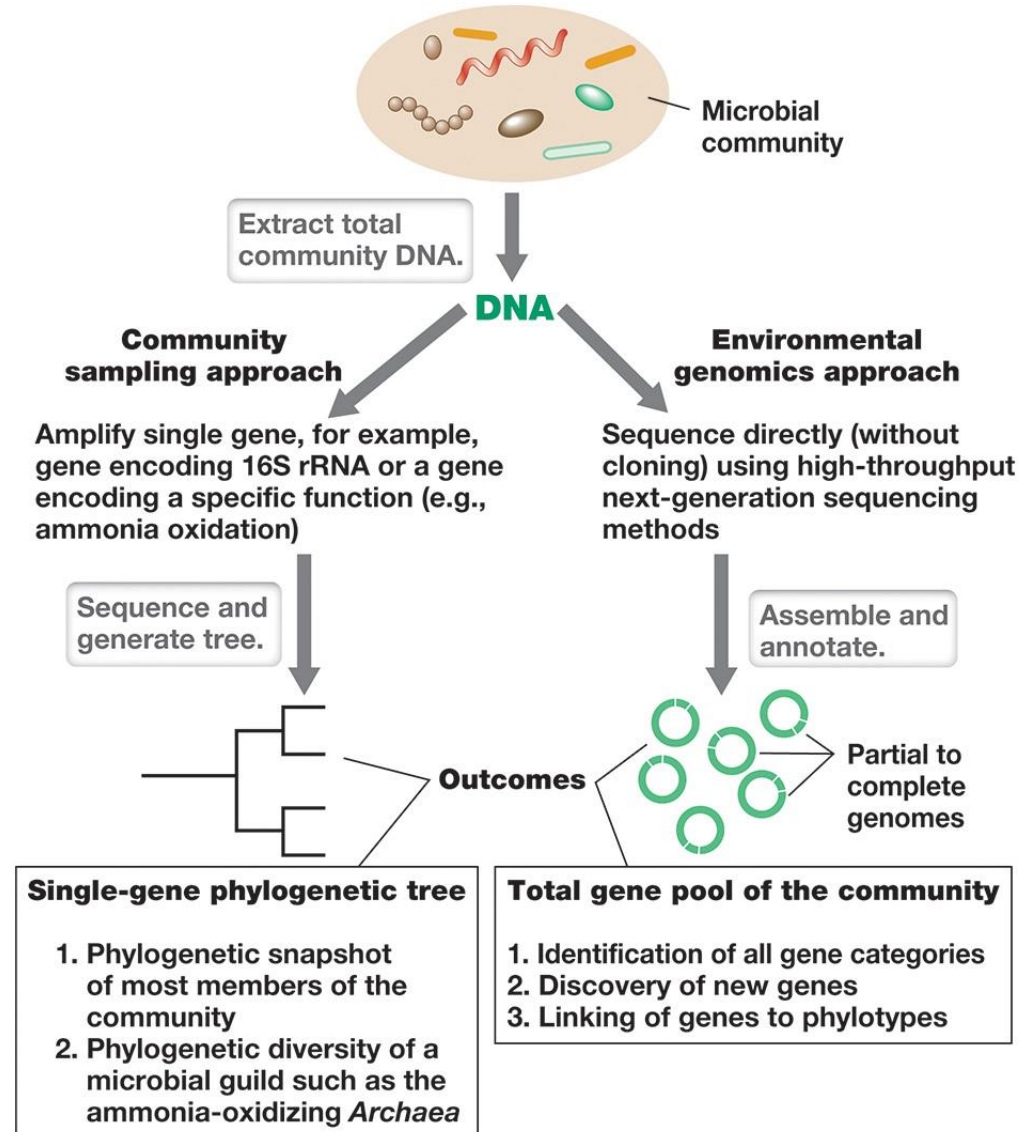 Microbial
community
Extract total
community DNA.
DNA
Community
sampling approach
Amplify single gene, for example,
gene encoding 16S rRNA or a gene
encoding a specific function (e.g.,
ammonia oxidation)
Sequence and
generate tree.
Environmental
genomics approach
Sequence directly (without
cloning) using high-throughput
next-generation sequencing
methods
Assemble and
annotate.
Outcomes
Partial to
complete
genomes
Single-gene phylogenetic tree
1. Phylogenetic snapshot
of most members of the
community
2. Phylogenetic diversity of a
microbial guild such as the
ammonia-oxidizing Archaea
Total gene pool of the community
1. Identification of all gene categories
2. Discovery of new genes
3. Linking of genes to phylotypes